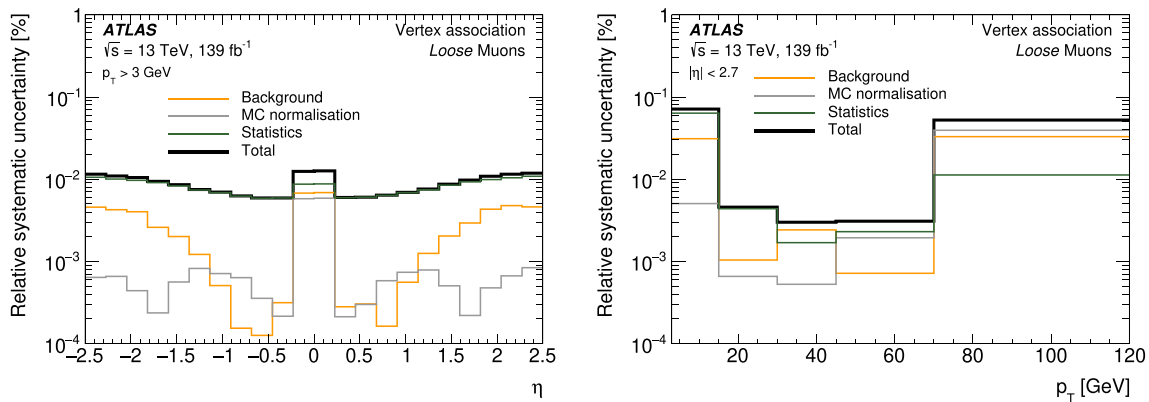 Relative systematic uncertainty [%]
1
10⁻¹
10⁻²
10⁻³
10⁻⁴
ATLAS
Vertex association
√s = 13 TeV, 139 fb⁻¹
Loose Muons
p_T > 3 GeV
Background
MC normalisation
Statistics
Total
−2.5 −2 −1.5 −1 −0.5 0 0.5 1 1.5 2 2.5
η
Relative systematic uncertainty [%]
1
10⁻¹
10⁻²
10⁻³
10⁻⁴
ATLAS
Vertex association
√s = 13 TeV, 139 fb⁻¹
Loose Muons
|η| < 2.7
Background
MC normalisation
Statistics
Total
20 40 60 80 100 120
p_T [GeV]